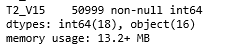 T2_V15    50999 non-null int64
dtypes: int64(18), object(16)
memory usage: 13.2+ MB